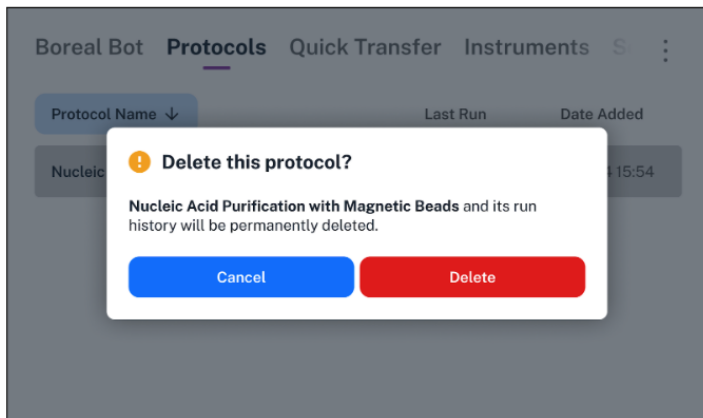 Boreal Bot Protocols Quick Transfer Instruments
Protocol Name ↓ Last Run Date Added
Nucleic 15:54
Delete this protocol?
Nucleic Acid Purification with Magnetic Beads and its run
history will be permanently deleted.
Cancel Delete